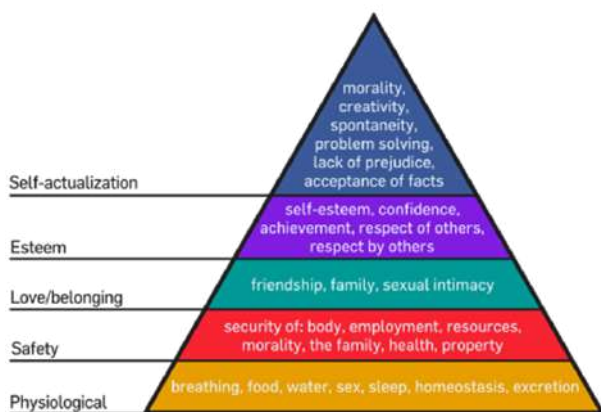 morality,
creativity,
spontaneity,
problem solving,
lack of prejudice,
acceptance of facts
Self-actualization
self-esteem, confidence,
achievement, respect of others,
respect by others
Esteem
friendship, family, sexual intimacy
Love/belonging
security of: body, employment, resources,
morality, the family, health, property
Safety
breathing, food, water, sex, sleep, homeostasis, excretion
Physiological